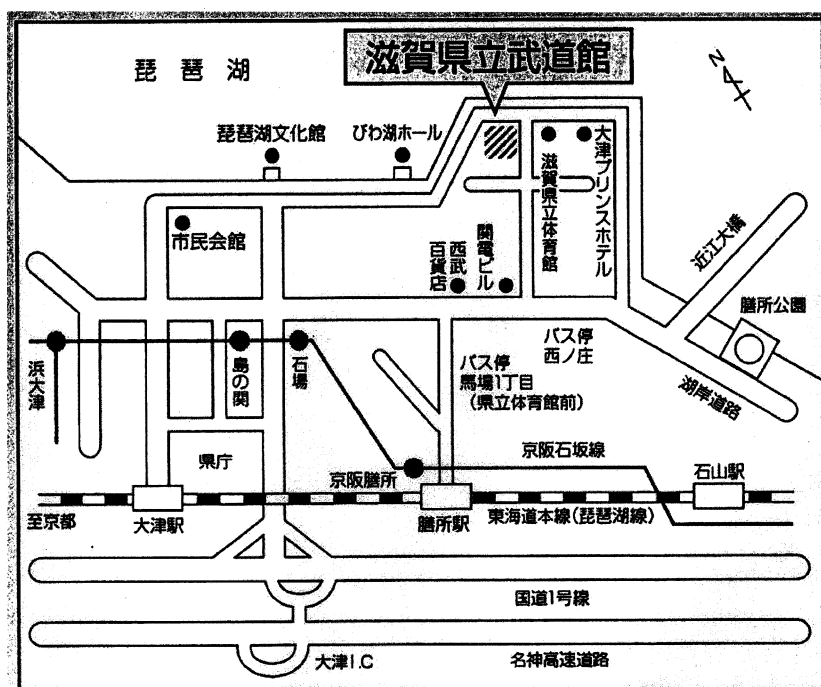 滋賀県立武道館
琵琶湖
N
琵琶湖文化館
びわ湖ホール
市民会館
西武
百貨店
関電ビル
滋賀県立体育館
大津プリンスホテル
近江大橋
膳所公園
湖岸道路
浜大津
島の関
石場
バス停
馬場1丁目
(県立体育館前)
バス停
西ノ庄
県庁
京阪膳所
京阪石坂線
石山駅
至京都
大津駅
膳所駅
東海道本線(琵琶湖線)
国道1号線
大津I.C
名神高速道路